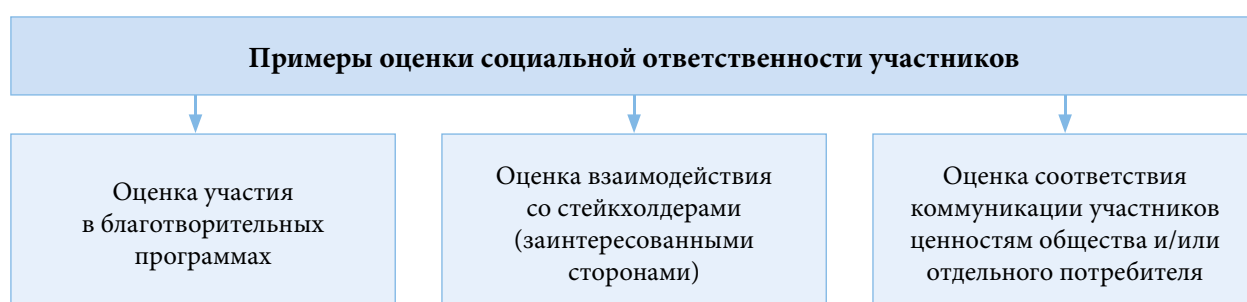 Примеры оценки социальной ответственности участников
Оценка участия
в благотворительных
программах
Оценка взаимодействия
со стейкхолдерами
(заинтересованными
сторонами)
Оценка соответствия
коммуникации участников
ценностям общества и/или
отдельного потребителя